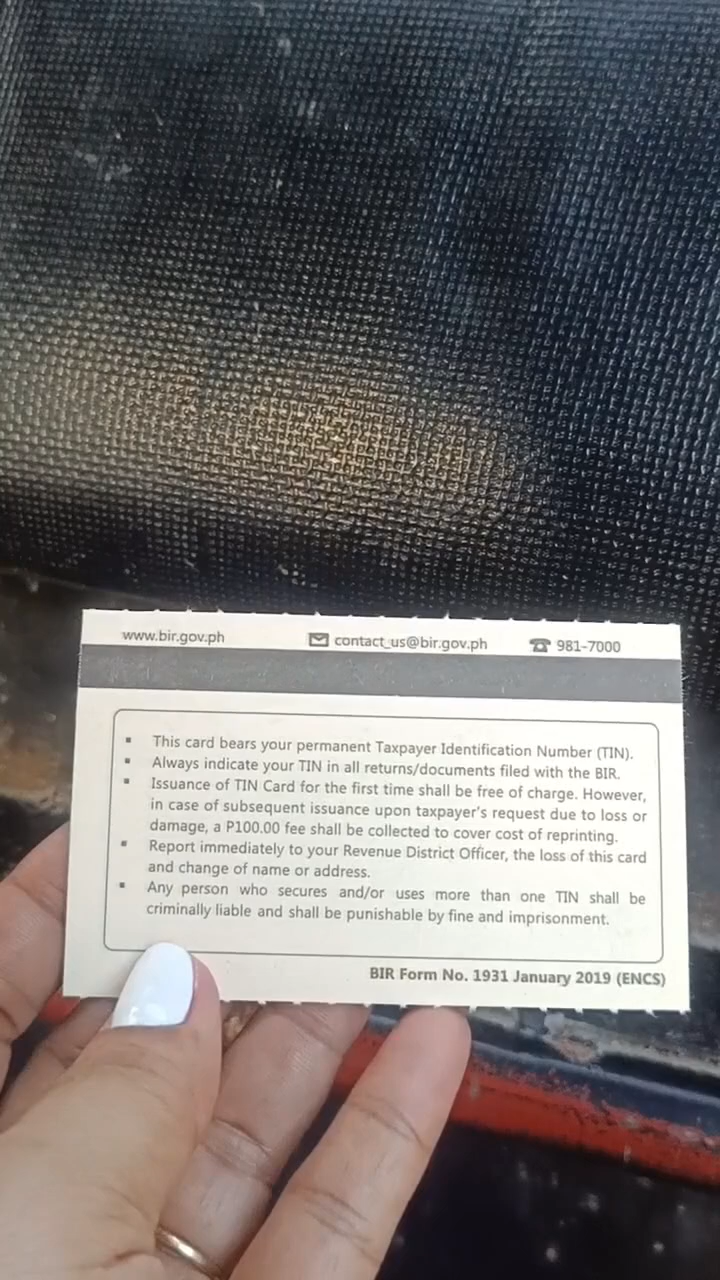 www.bir.gov.ph contact_us@bir.gov.ph 981-7000
▪ This card bears your permanent Taxpayer Identification Number (TIN).
▪ Always indicate your TIN in all returns/documents filed with the BIR.
▪ Issuance of TIN Card for the first time shall be free of charge. However,
in case of subsequent issuance upon taxpayer's request due to loss or
damage, a P100.00 fee shall be collected to cover cost of reprinting.
▪ Report immediately to your Revenue District Officer, the loss of this card
and change of name or address.
▪ Any person who secures and/or uses more than one TIN shall be
criminally liable and shall be punishable by fine and imprisonment.
BIR Form No. 1931 January 2019 (ENCS)